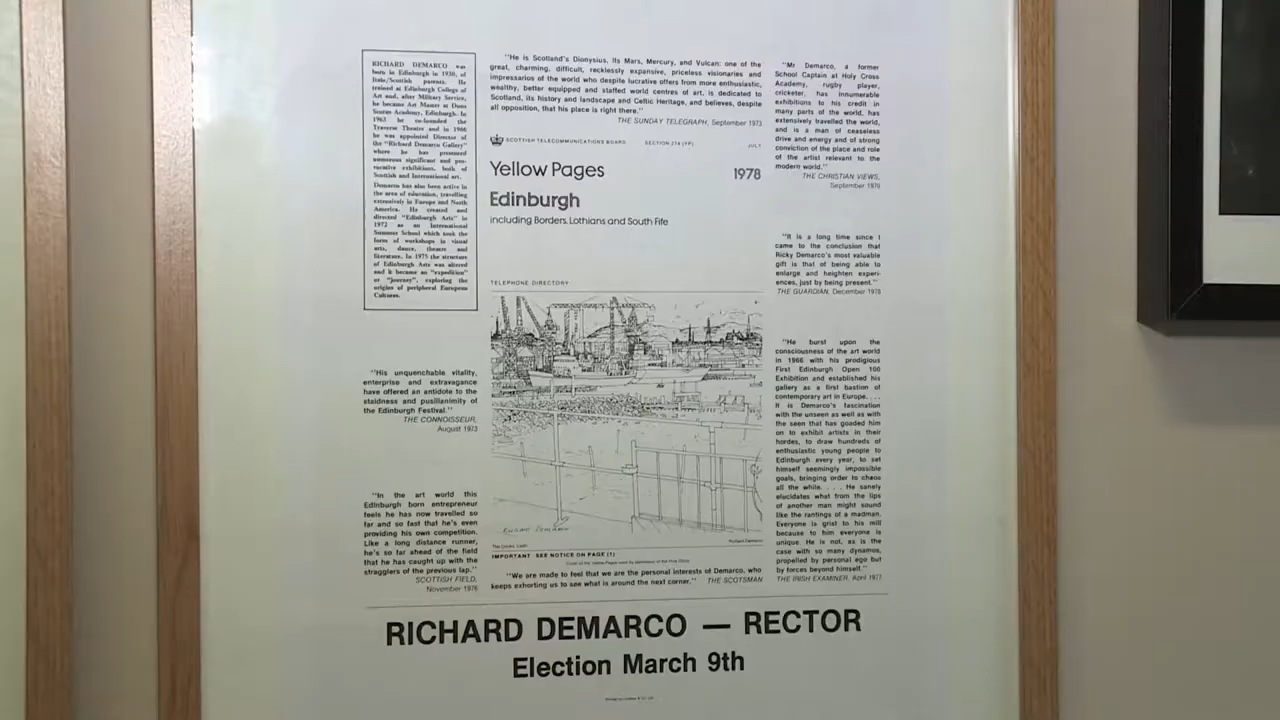 RICHARD DEMARCO was
born in Edinburgh in 1930, of
Italo/Scottish parents. He
trained at Edinburgh College of
Art and, after Military Service,
he became Art Master at Duns
Scotus Academy, Edinburgh. In
1963 he co-founded the
Traverse Theatre and in 1966
he was appointed Director of
the "Richard Demarco Gallery"
where he has presented
numerous significant and pro-
vocative exhibitions, both of
Scottish and International art.
Demarco has also been active in
the area of education, travelling
extensively in Europe and North
America. He created and
directed "Edinburgh Arts" in
1972 as an International
Summer School which took the
form of workshops in visual
arts, dance, theatre and
literature. In 1975 the structure
of Edinburgh Arts was altered
and it became an "expedition"
or "journey", exploring the
origins of peripheral European
Cultures.
"His unquenchable vitality,
enterprise and extravagance
have offered an antidote to the
staidness and pusillanimity of
the Edinburgh Festival."
THE CONNOISSEUR,
August 1973
"In the art world this
Edinburgh born entrepreneur
feels he has now travelled so
far and so fast that he's even
providing his own competition.
Like a long distance runner,
he's so far ahead of the field
that he has caught up with the
stragglers of the previous lap."
SCOTTISH FIELD,
November 1976
"He is Scotland's Dionysius, its Mars, Mercury, and Vulcan: one of the
great, charming, difficult, recklessly expansive, priceless visionaries and
impressarios of the world who despite lucrative offers from more enthusiastic,
wealthy, better equipped and staffed world centres of art, is dedicated to
Scotland, its history and landscape and Celtic Heritage, and believes, despite
all opposition, that his place is right there."
THE SUNDAY TELEGRAPH, September 1973
SCOTTISH TELECOMMUNICATIONS BOARD SECTION 274 (YP) JULY
Yellow Pages 1978
Edinburgh
including Borders, Lothians and South Fife
TELEPHONE DIRECTORY
RICHARD DEMARCO
The Docks, Leith Richard Demarco
IMPORTANT SEE NOTICE ON PAGE (1)
Cover of the Yellow Pages used by permission of the Post Office
"We are made to feel that we are the personal interests of Demarco, who
keeps exhorting us to see what is around the next corner." THE SCOTSMAN
"Mr Demarco, a former
School Captain at Holy Cross
Academy, rugby player,
cricketer, has innumerable
exhibitions to his credit in
many parts of the world, has
extensively travelled the world,
and is a man of ceaseless
drive and energy and of strong
conviction of the place and role
of the artist relevant to the
modern world."
THE CHRISTIAN VIEWS,
September 1970
"It is a long time since I
came to the conclusion that
Ricky Demarco's most valuable
gift is that of being able to
enlarge and heighten experi-
ences, just by being present."
THE GUARDIAN, December 1978
"He burst upon the
consciousness of the art world
in 1966 with his prodigious
First Edinburgh Open 100
Exhibition and established his
gallery as a first bastion of
contemporary art in Europe. . . .
It is Demarco's fascination
with the unseen as well as with
the seen that has goaded him
on to exhibit artists in their
hordes, to draw hundreds of
enthusiastic young people to
Edinburgh every year, to set
himself seemingly impossible
goals, bringing order to chaos
all the while. . . . He sanely
elucidates what from the lips
of another man might sound
like the rantings of a madman.
Everyone is grist to his mill
because to him everyone is
unique. He is not, as is the
case with so many dynamos,
propelled by personal ego but
by forces beyond himself."
THE IRISH EXAMINER, April 1977
RICHARD DEMARCO — RECTOR
Election March 9th